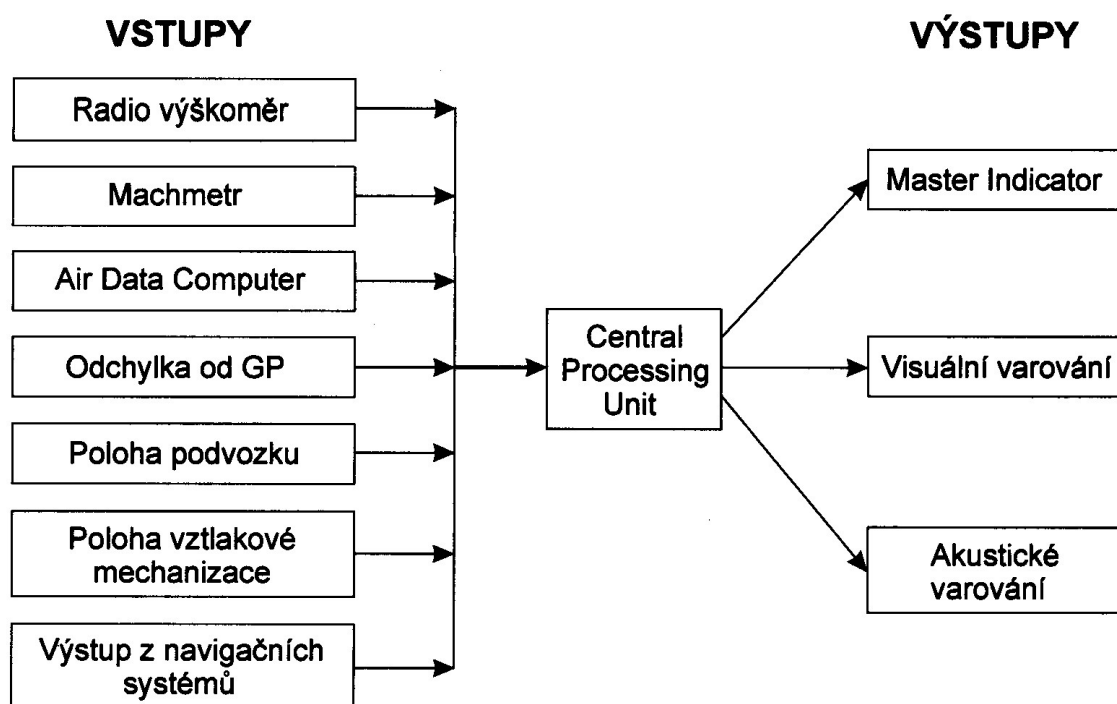 VSTUPY
Radio výškoměr
Machmetr
Air Data Computer
Odchylka od GP
Poloha podvozku
Poloha vztlakové
mechanizace
Výstup z navigačních
systémů
Central
Processing
Unit
VÝSTUPY
Master Indicator
Visuální varování
Akustické
varování